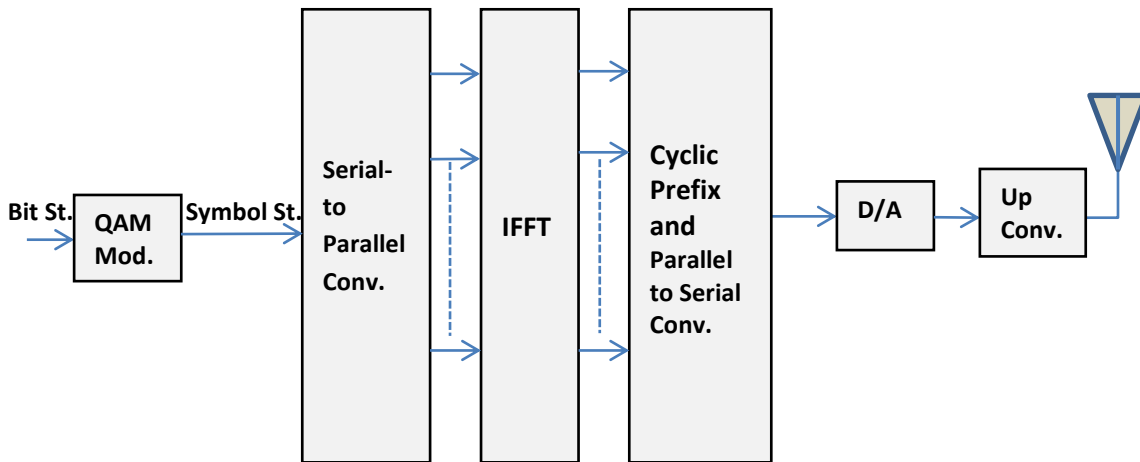 Bit St.
QAM
Mod.
Symbol St.
Serial-
to
Parallel
Conv.
IFFT
Cyclic
Prefix
and
Parallel
to Serial
Conv.
D/A
Up
Conv.